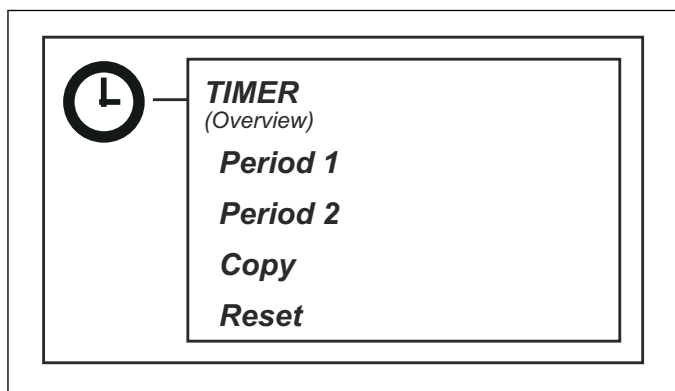 TIMER
(Overview)
Period 1
Period 2
Copy
Reset